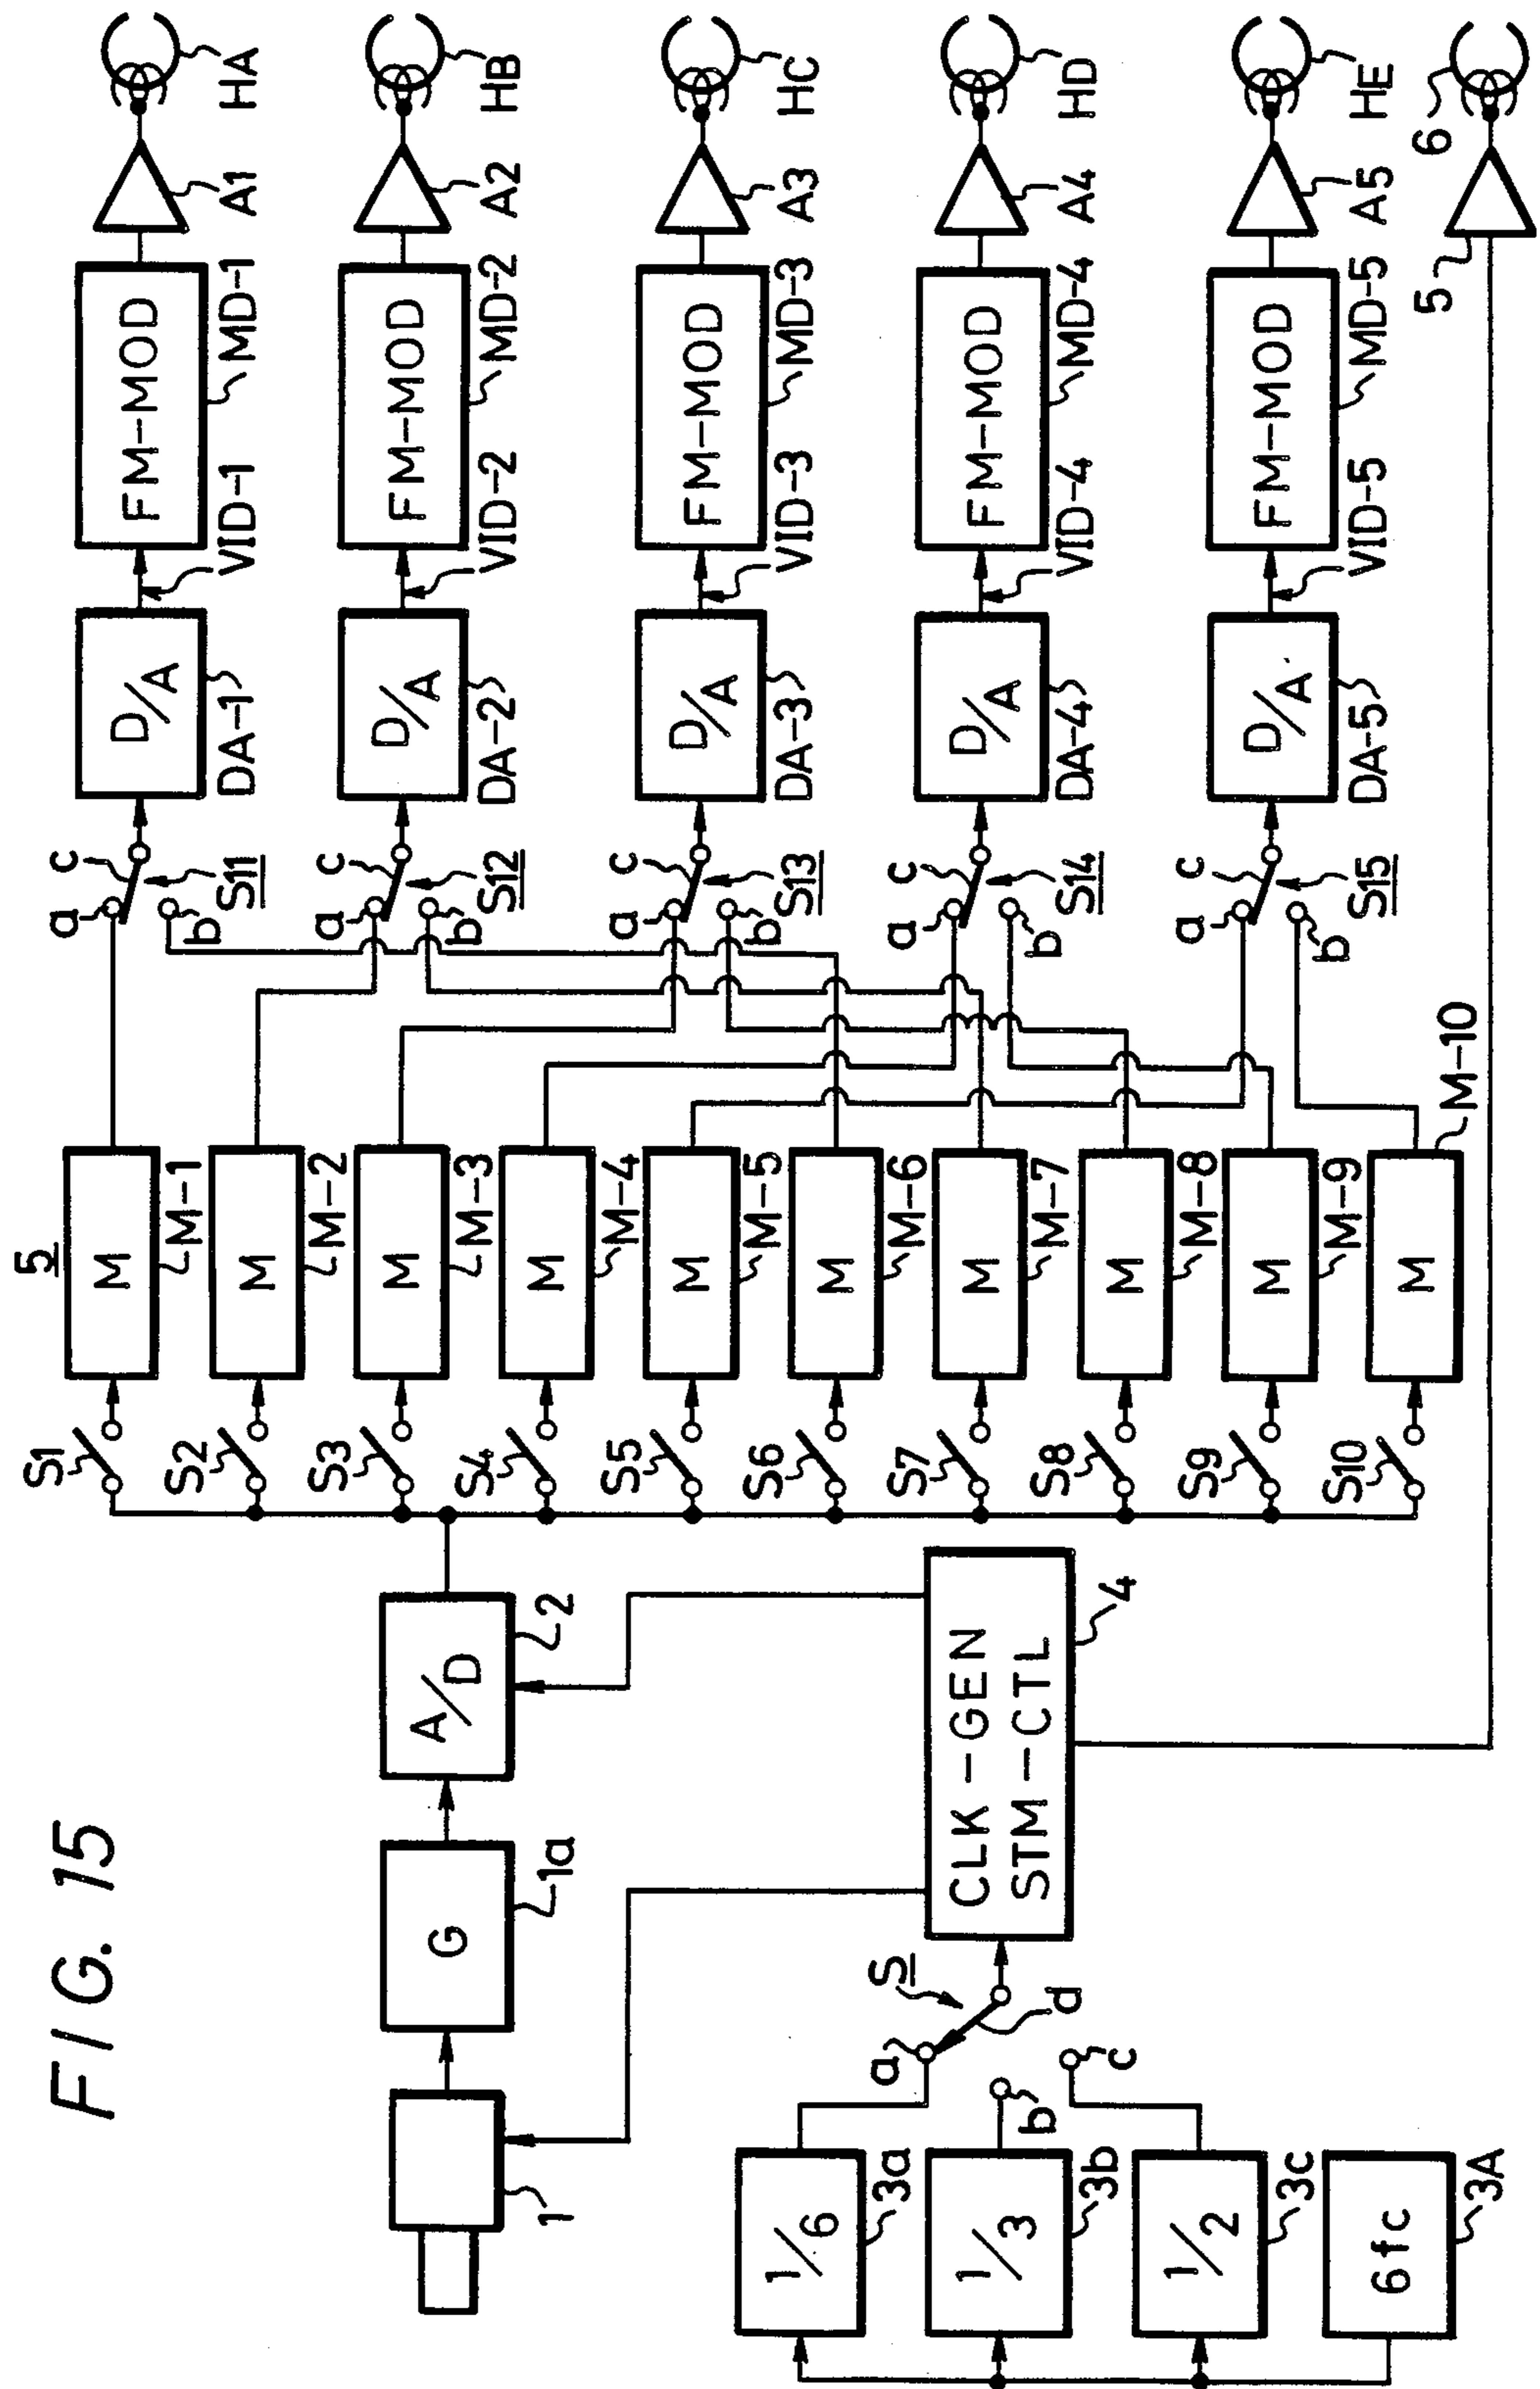 FIG. 15
1
G
1a
A/D
2
CLK-GEN
STM-CTL
4
S
a
b
c
d
1/6
3a
1/3
3b
1/2
3c
6fc
3A
S1
S2
S3
S4
S5
S6
S7
S8
S9
S10
5
M
M-1
M
M-2
M
M-3
M
M-4
M
M-5
M
M-6
M
M-7
M
M-8
M
M-9
M
M-10
a
b
c
S11
a
b
c
S12
a
b
c
S13
a
b
c
S14
a
b
c
S15
D/A
DA-1
VID-1
FM-MOD
MD-1
A1
HA
D/A
DA-2
VID-2
FM-MOD
MD-2
A2
HB
D/A
DA-3
VID-3
FM-MOD
MD-3
A3
HC
D/A
DA-4
VID-4
FM-MOD
MD-4
A4
HD
D/A
DA-5
VID-5
FM-MOD
MD-5
A5
HE
5
6